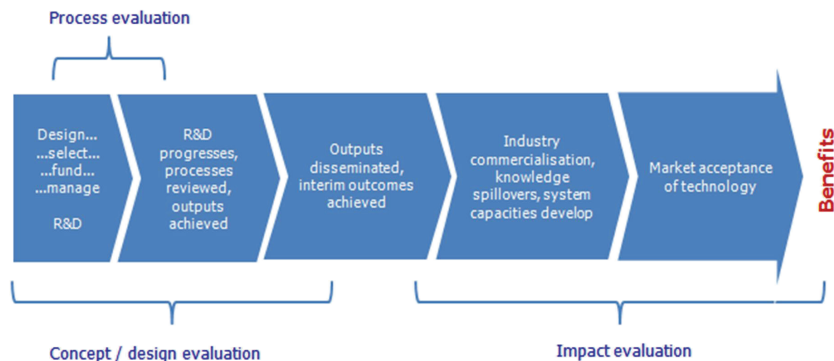 Process evaluation
Design...
...select...
...fund...
...manage
R&D
R&D
progresses,
processes
reviewed,
outputs
achieved
Outputs
disseminated,
interim outcomes
achieved
Industry
commercialisation,
knowledge
spillovers, system
capacities develop
Market acceptance
of technology
Benefits
Concept / design evaluation
Impact evaluation